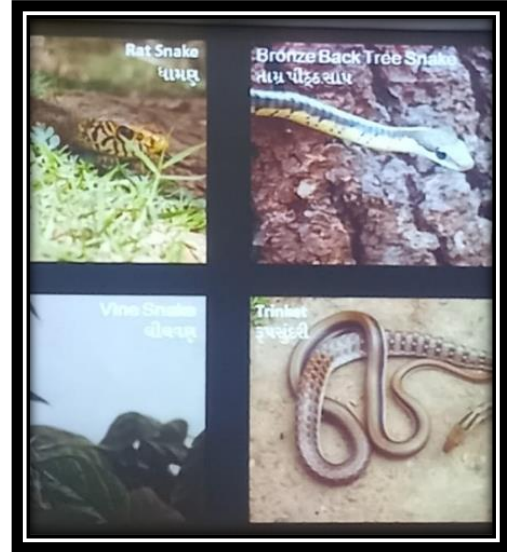 Rat Snake
ધામણ
Bronze Back Tree Snake
તામ્ર પીઠ્ઠ સાપ
Vine Snake
Trinket
રૂપસુંદરી